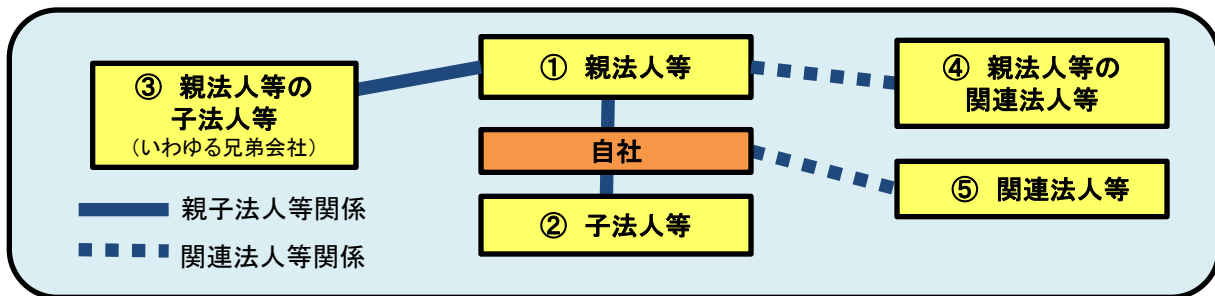 ③ 親法人等の
子法人等
（いわゆる兄弟会社）
① 親法人等
自社
② 子法人等
④ 親法人等の
関連法人等
⑤ 関連法人等
親子法人等関係
関連法人等関係